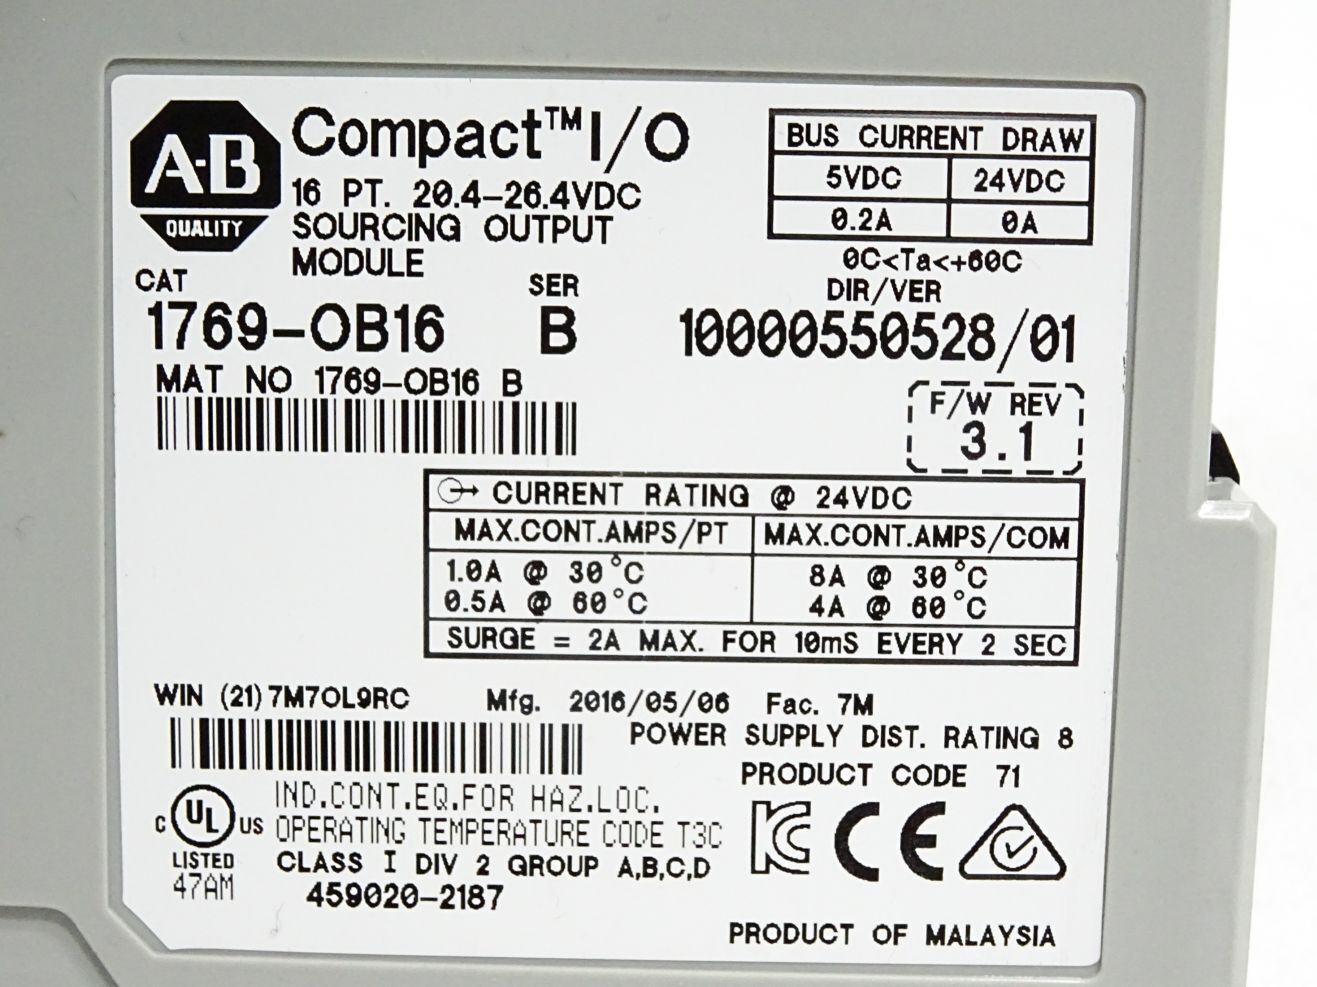 A-B
QUALITY
Compact™ I/O
16 PT. 20.4-26.4VDC
SOURCING OUTPUT
MODULE
BUS CURRENT DRAW
5VDC 24VDC
0.2A 0A
0C<Ta<+60C
CAT SER DIR/VER
1769-OB16 B 10000550528/01
MAT NO 1769-OB16 B
F/W REV
3.1
CURRENT RATING @ 24VDC
MAX.CONT.AMPS/PT MAX.CONT.AMPS/COM
1.0A @ 30°C 8A @ 30°C
0.5A @ 60°C 4A @ 60°C
SURGE = 2A MAX. FOR 10mS EVERY 2 SEC
WIN (21) 7M7OL9RC Mfg. 2016/05/06 Fac. 7M
POWER SUPPLY DIST. RATING 8
PRODUCT CODE 71
C UL US
LISTED
47AM
IND.CONT.EQ.FOR HAZ.LOC.
OPERATING TEMPERATURE CODE T3C
CLASS I DIV 2 GROUP A,B,C,D
459020-2187
KC CE
PRODUCT OF MALAYSIA